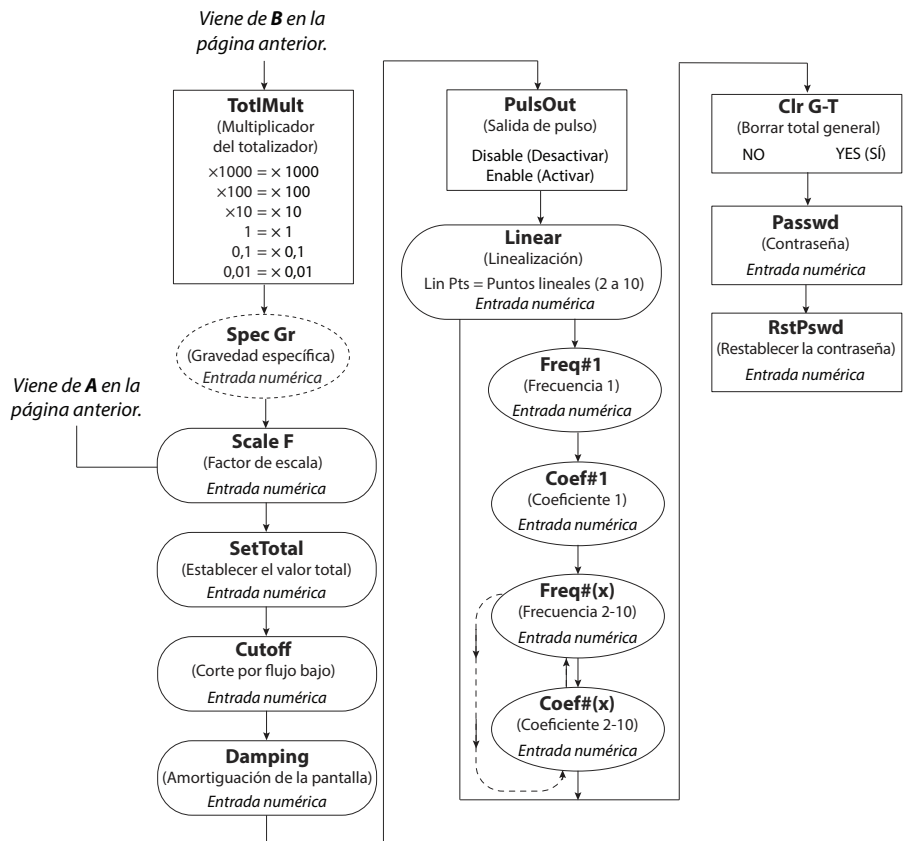 Viene de B en la
página anterior.
TotlMult
(Multiplicador
del totalizador)
×1000 = × 1000
×100 = × 100
×10 = × 10
1 = × 1
0,1 = × 0,1
0,01 = × 0,01
Spec Gr
(Gravedad específica)
Entrada numérica
Viene de A en la
página anterior.
Scale F
(Factor de escala)
Entrada numérica
SetTotal
(Establecer el valor total)
Entrada numérica
Cutoff
(Corte por flujo bajo)
Entrada numérica
Damping
(Amortiguación de la pantalla)
Entrada numérica
PulsOut
(Salida de pulso)
Disable (Desactivar)
Enable (Activar)
Linear
(Linealización)
Lin Pts = Puntos lineales (2 a 10)
Entrada numérica
Freq#1
(Frecuencia 1)
Entrada numérica
Coef#1
(Coeficiente 1)
Entrada numérica
Freq#(x)
(Frecuencia 2-10)
Entrada numérica
Coef#(x)
(Coeficiente 2-10)
Entrada numérica
Clr G-T
(Borrar total general)
NO YES (SÍ)
Passwd
(Contraseña)
Entrada numérica
RstPswd
(Restablecer la contraseña)
Entrada numérica